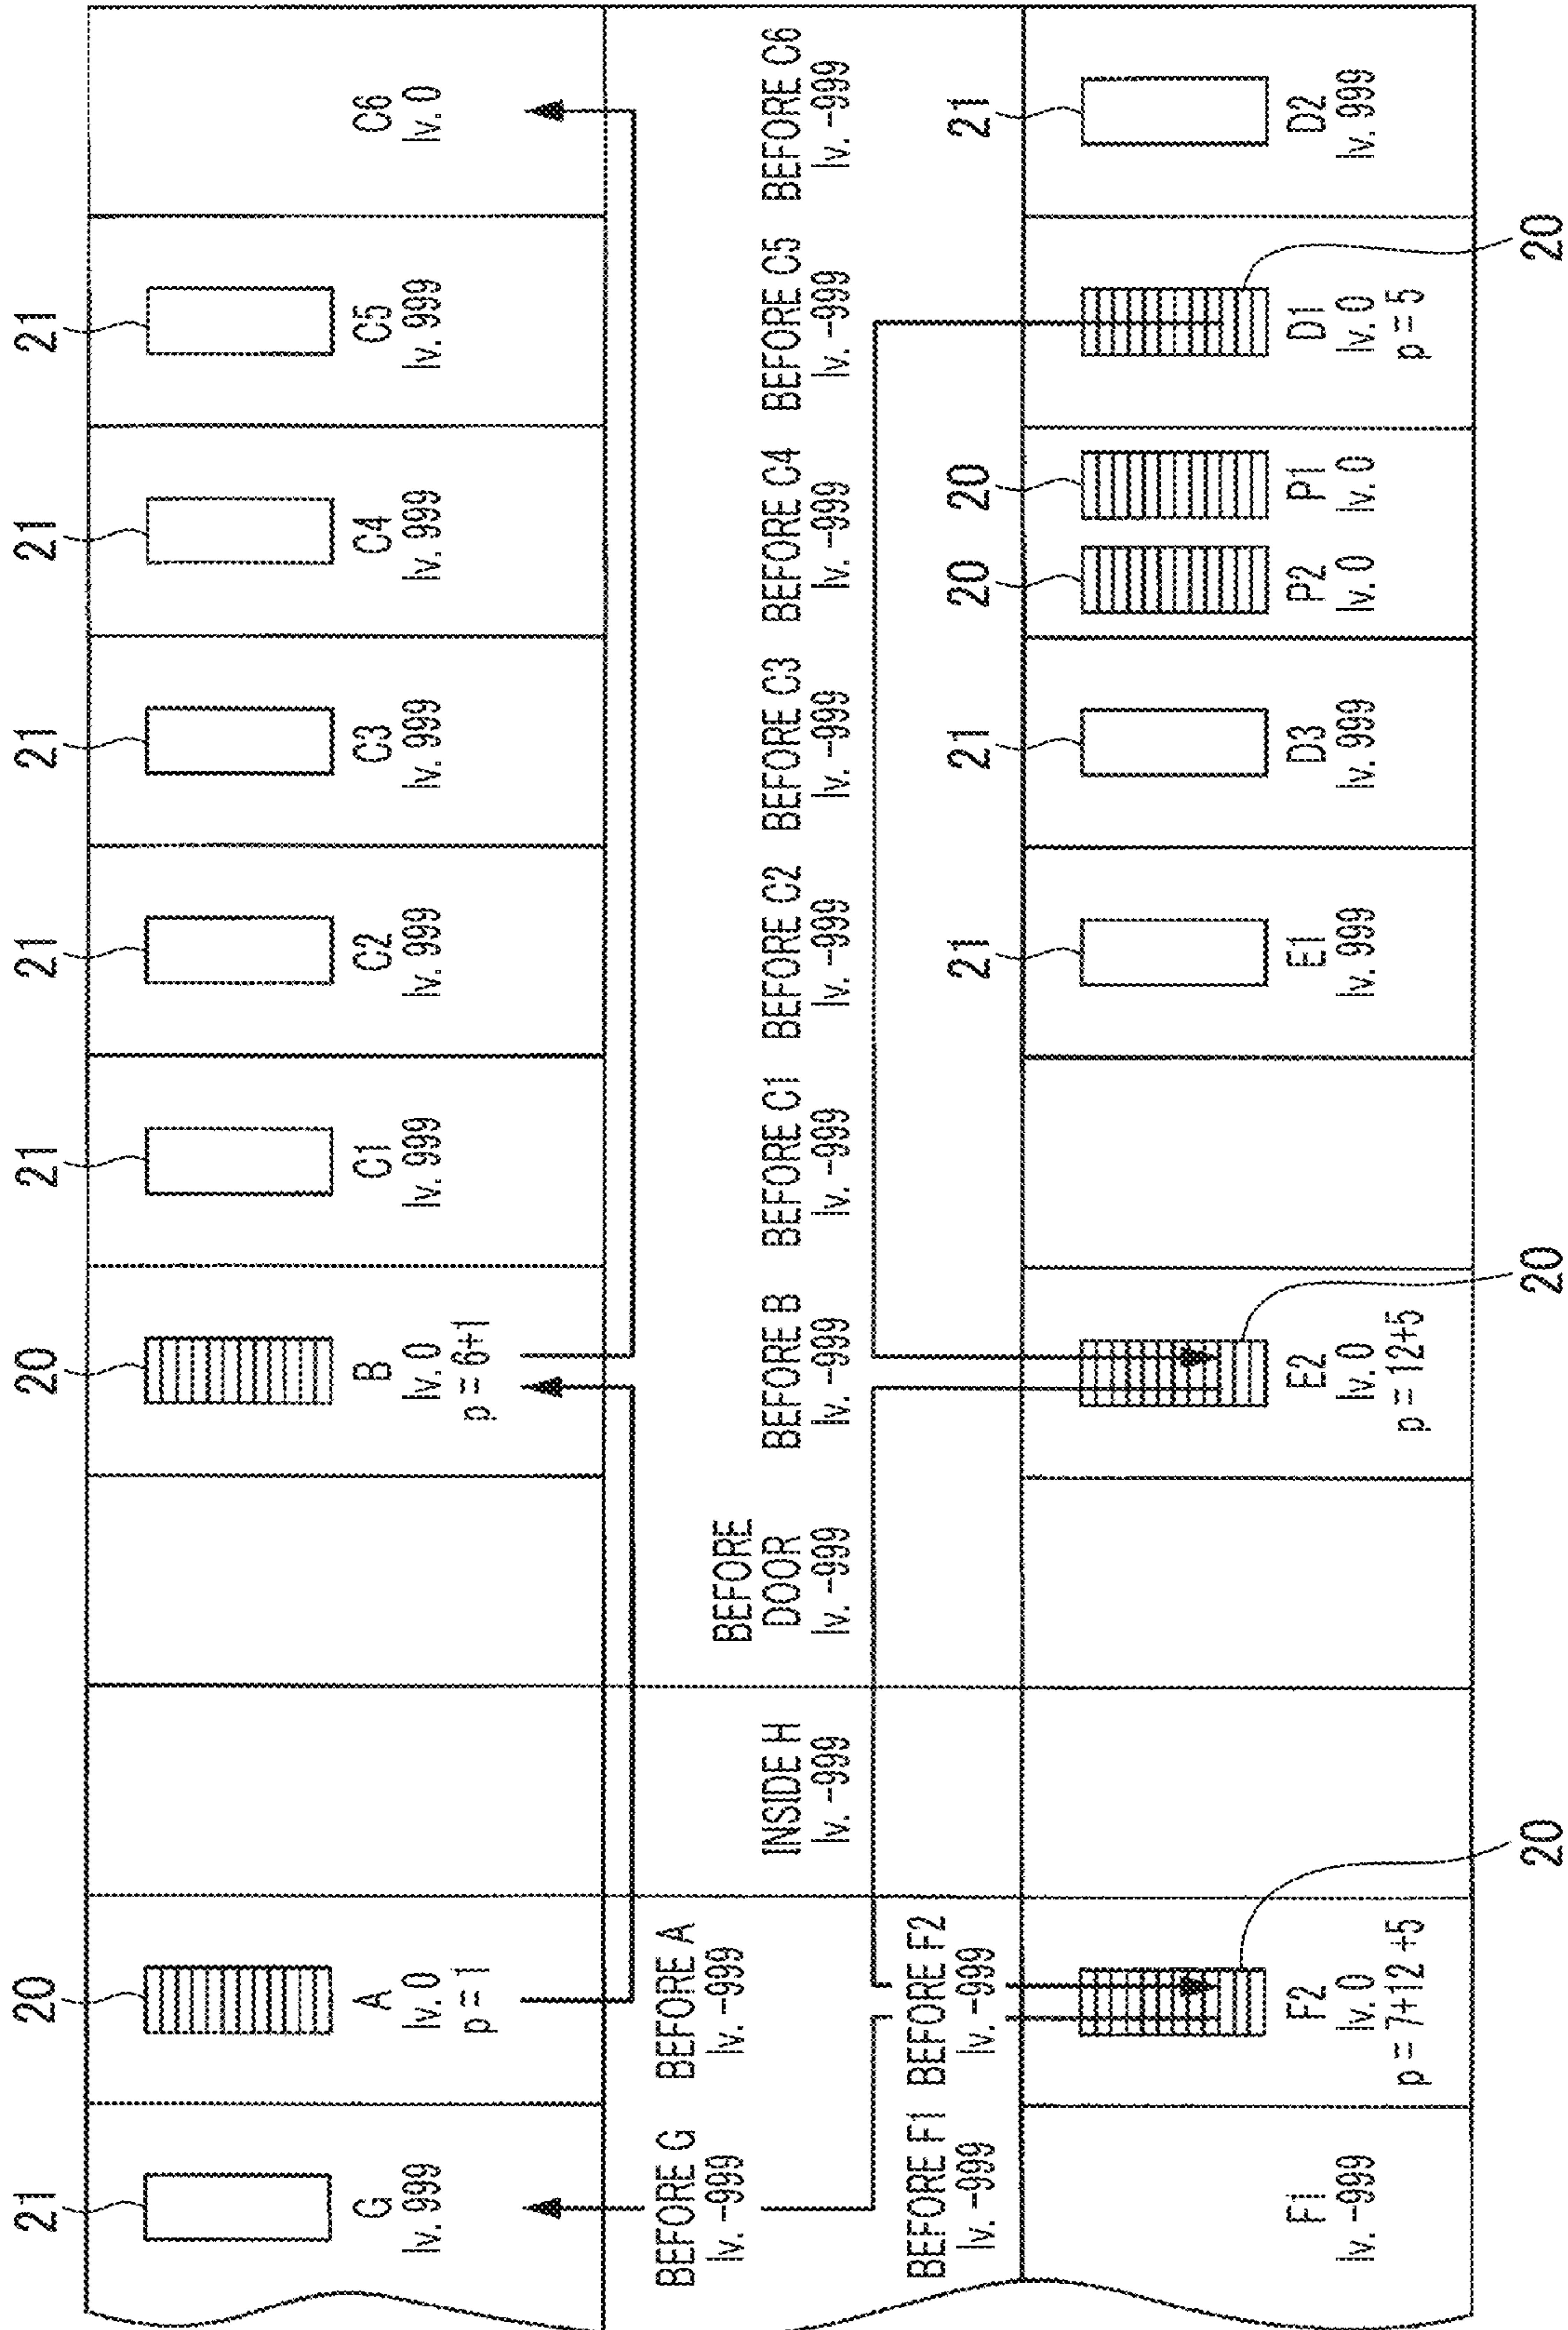 21
G
lv. 999
20
A
lv. 0
p = 1
20
B
lv. 0
p = 6+1
21
C1
lv. 999
21
C2
lv. 999
21
C3
lv. 999
21
C4
lv. 999
21
C5
lv. 999
C6
lv. 0
BEFORE G
lv. -999
BEFORE A
lv. -999
INSIDE H
lv. -999
BEFORE
DOOR
lv. -999
BEFORE B
lv. -999
BEFORE C1
lv. -999
BEFORE C2
lv. -999
BEFORE C3
lv. -999
BEFORE C4
lv. -999
BEFORE C5
lv. -999
BEFORE C6
lv. -999
BEFORE F1
lv. -999
BEFORE F2
lv. -999
F1
lv. -999
F2
lv. 0
p = 7+12 +5
20
E2
lv. 0
p = 12+5
20
21
E1
lv. 999
21
D3
lv. 999
20
P2
lv. 0
20
P1
lv. 0
D1
lv. 0
p = 5
20
21
D2
lv. 999